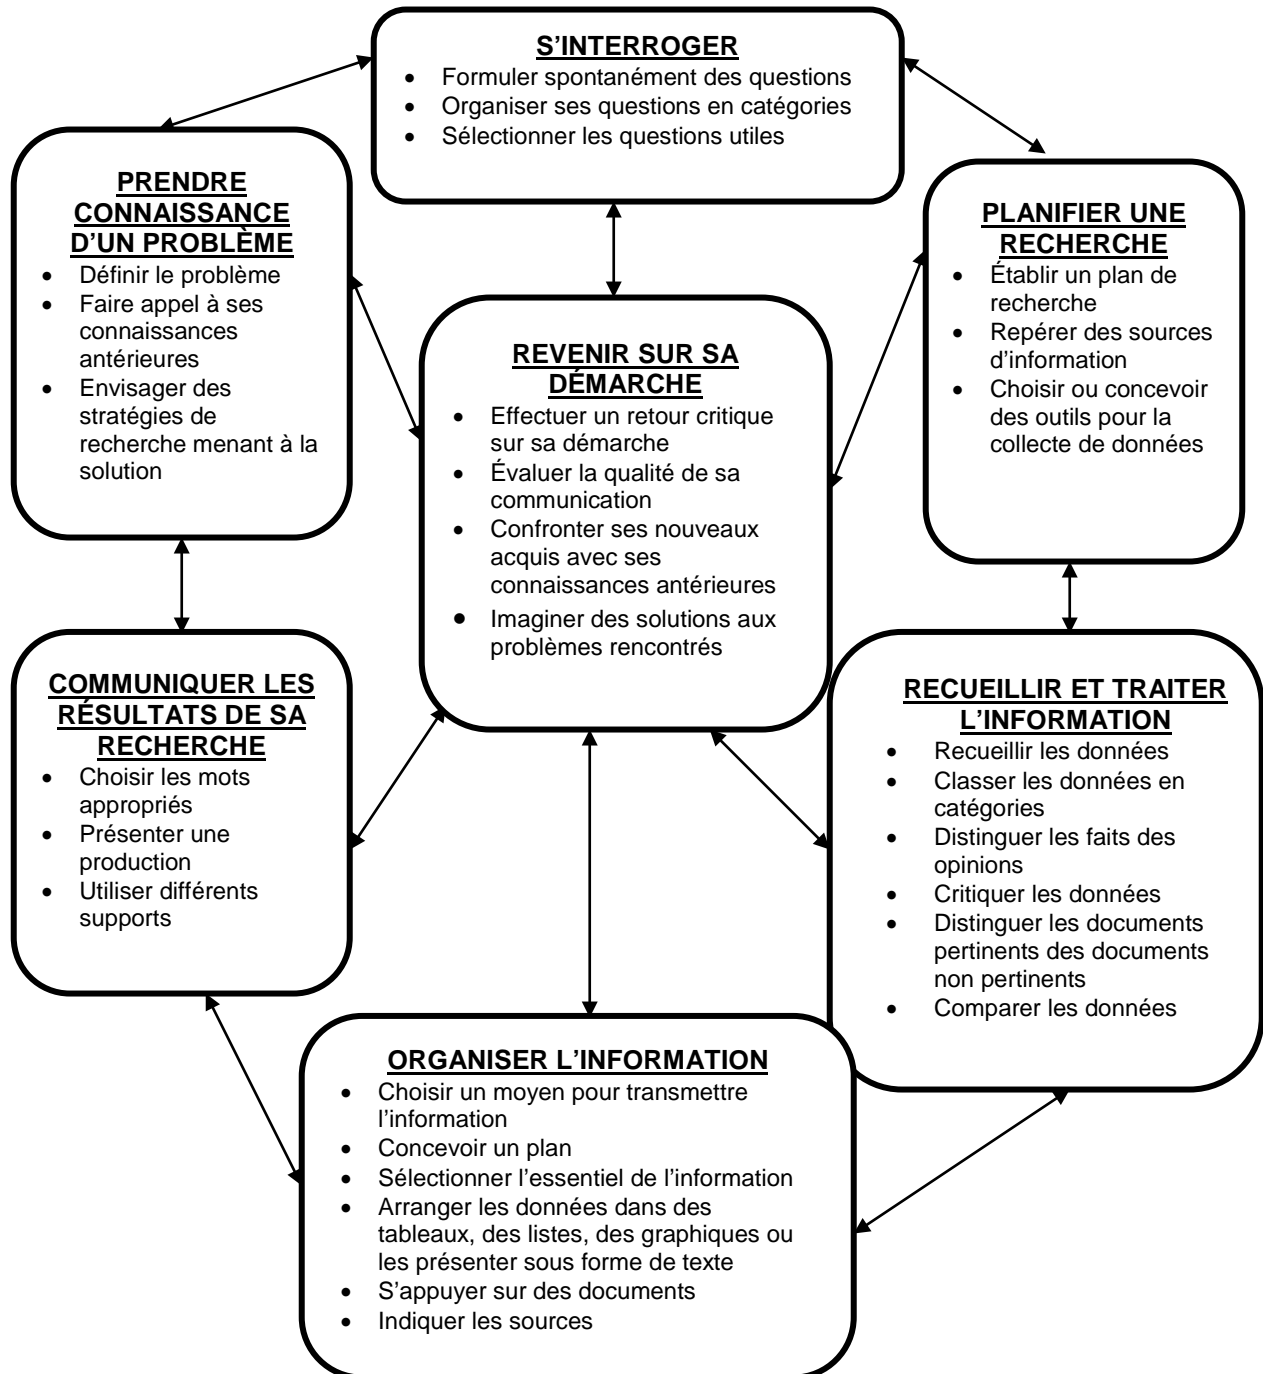 S’INTERROGER
• Formuler spontanément des questions
• Organiser ses questions en catégories
• Sélectionner les questions utiles
PRENDRE
CONNAISSANCE
D’UN PROBLÈME
• Définir le problème
• Faire appel à ses
connaissances
antérieures
• Envisager des
stratégies de
recherche menant à la
solution
PLANIFIER UNE
RECHERCHE
• Établir un plan de
recherche
• Repérer des sources
d’information
• Choisir ou concevoir
des outils pour la
collecte de données
REVENIR SUR SA
DÉMARCHE
• Effectuer un retour critique
sur sa démarche
• Évaluer la qualité de sa
communication
• Confronter ses nouveaux
acquis avec ses
connaissances antérieures
• Imaginer des solutions aux
problèmes rencontrés
COMMUNIQUER LES
RÉSULTATS DE SA
RECHERCHE
• Choisir les mots
appropriés
• Présenter une
production
• Utiliser différents
supports
RECUEILLIR ET TRAITER
L’INFORMATION
• Recueillir les données
• Classer les données en
catégories
• Distinguer les faits des
opinions
• Critiquer les données
• Distinguer les documents
pertinents des documents
non pertinents
• Comparer les données
ORGANISER L’INFORMATION
• Choisir un moyen pour transmettre
l’information
• Concevoir un plan
• Sélectionner l’essentiel de l’information
• Arranger les données dans des
tableaux, des listes, des graphiques ou
les présenter sous forme de texte
• S’appuyer sur des documents
• Indiquer les sources